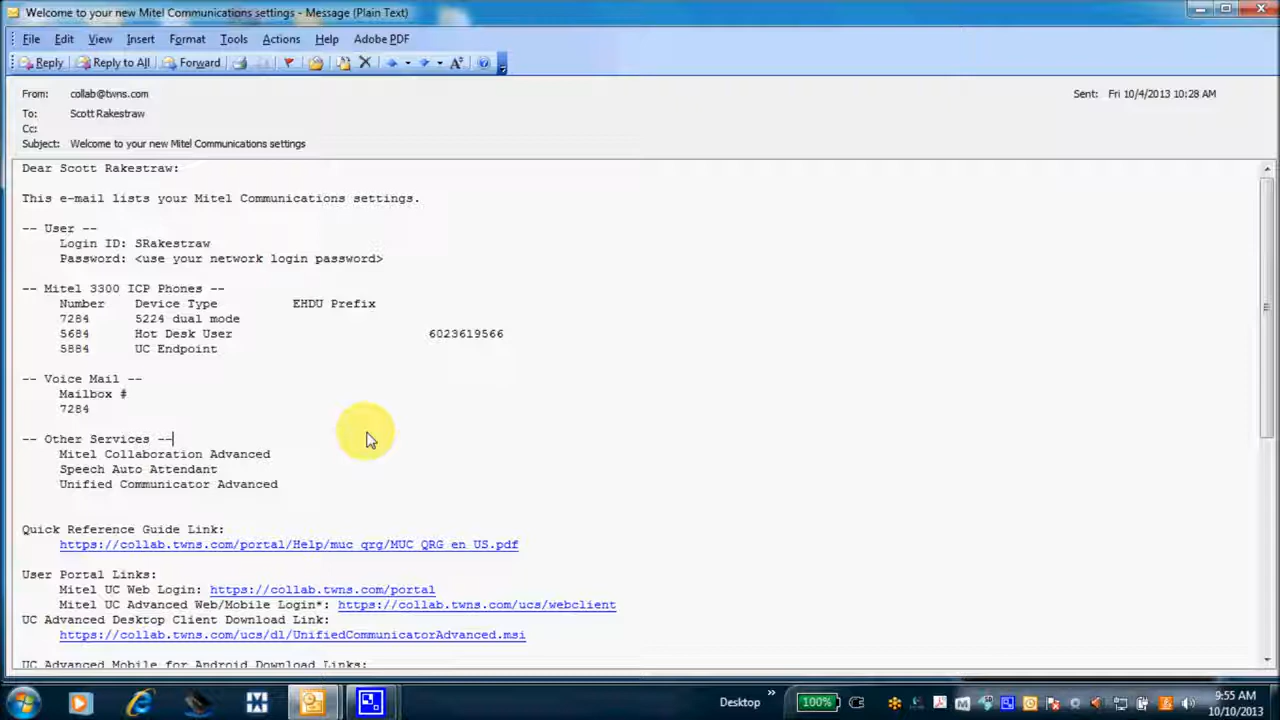 Welcome to your new Mitel Communications settings - Message (Plain Text)
File Edit View Insert Format Tools Actions Help Adobe PDF
Reply Reply to All Forward
From: collab@twns.com Sent: Fri 10/4/2013 10:28 AM
To: Scott Rakestraw
Cc:
Subject: Welcome to your new Mitel Communications settings
Dear Scott Rakestraw:
This e-mail lists your Mitel Communications settings.
-- User --
Login ID: SRakestraw
Password: <use your network login password>
-- Mitel 3300 ICP Phones --
Number Device Type EHDU Prefix
7284 5224 dual mode
5684 Hot Desk User 6023619566
5884 UC Endpoint
-- Voice Mail --
Mailbox #
7284
-- Other Services --
Mitel Collaboration Advanced
Speech Auto Attendant
Unified Communicator Advanced
Quick Reference Guide Link:
https://collab.twns.com/portal/Help/muc_qrg/MUC_QRG_en_US.pdf
User Portal Links:
Mitel UC Web Login: https://collab.twns.com/portal
Mitel UC Advanced Web/Mobile Login*: https://collab.twns.com/ucs/webclient
UC Advanced Desktop Client Download Link:
https://collab.twns.com/ucs/dl/UnifiedCommunicatorAdvanced.msi
UC Advanced Mobile for Android Download Links:
Desktop » 100% 9:55 AM
10/10/2013